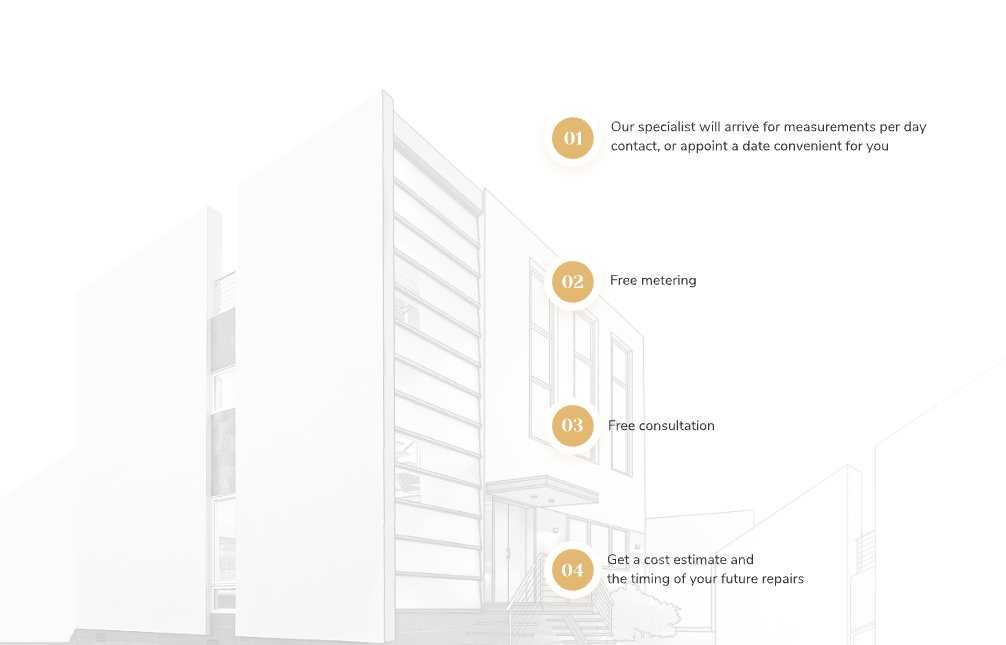 01
Our specialist will arrive for measurements per day
contact, or appoint a date convenient for you
02
Free metering
03
Free consultation
04
Get a cost estimate and
the timing of your future repairs